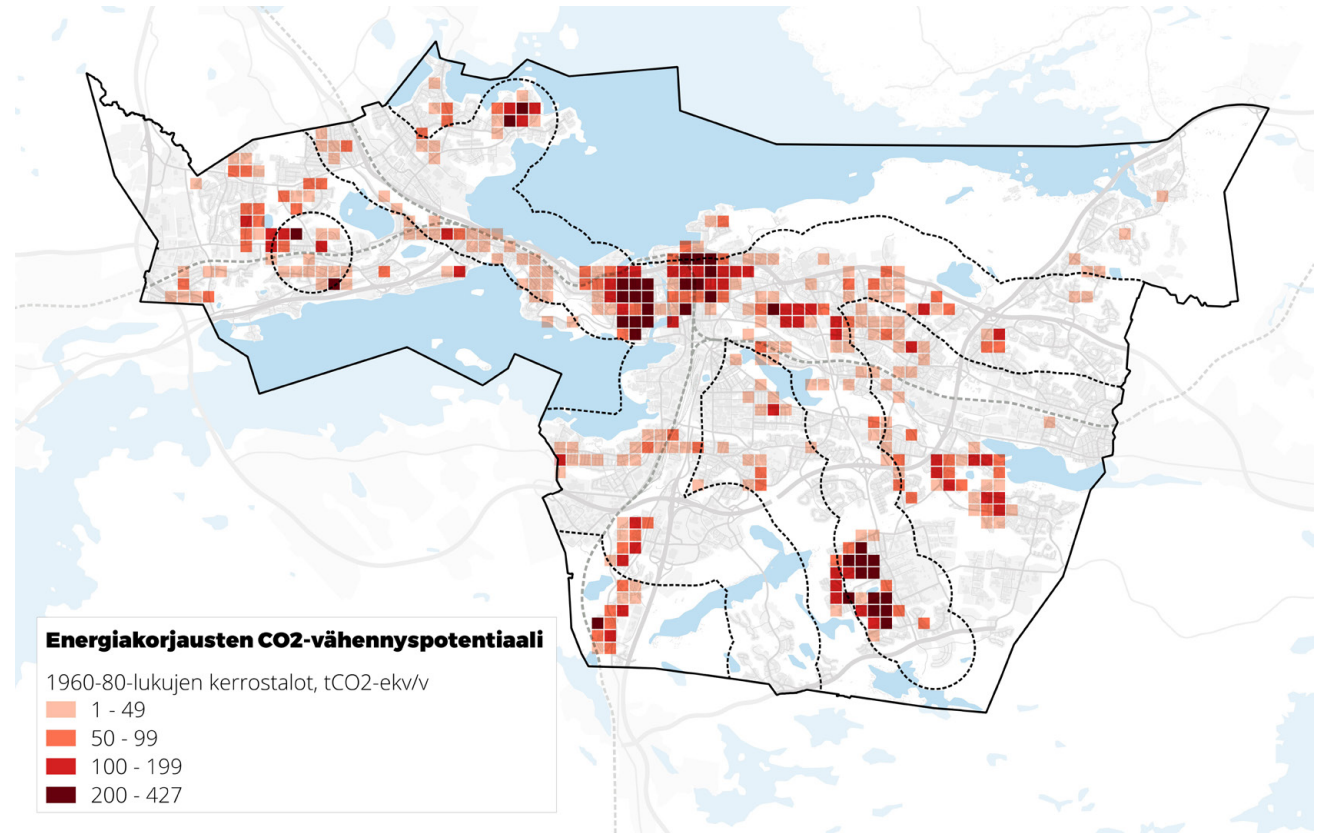 Energiakorjausten CO2-vähennyspotentiaali
1960-80-lukujen kerrostalot, tCO2-ekv/v
1 - 49
50 - 99
100 - 199
200 - 427